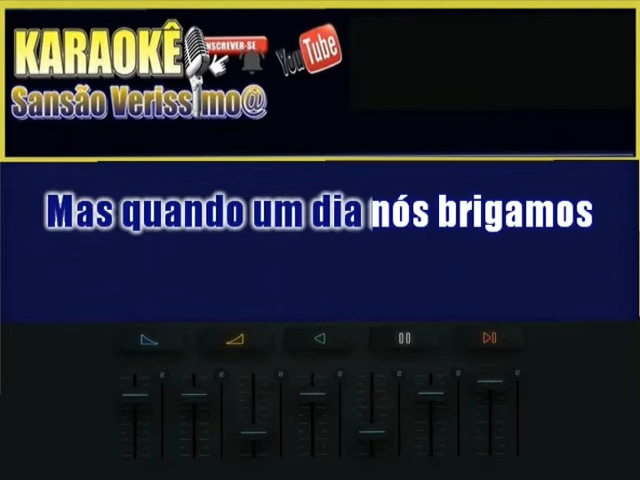 KARAOKÊ
INSCREVER-SE
YouTube
Sansão Verissimo@
Mas quando um dia nós brigamos